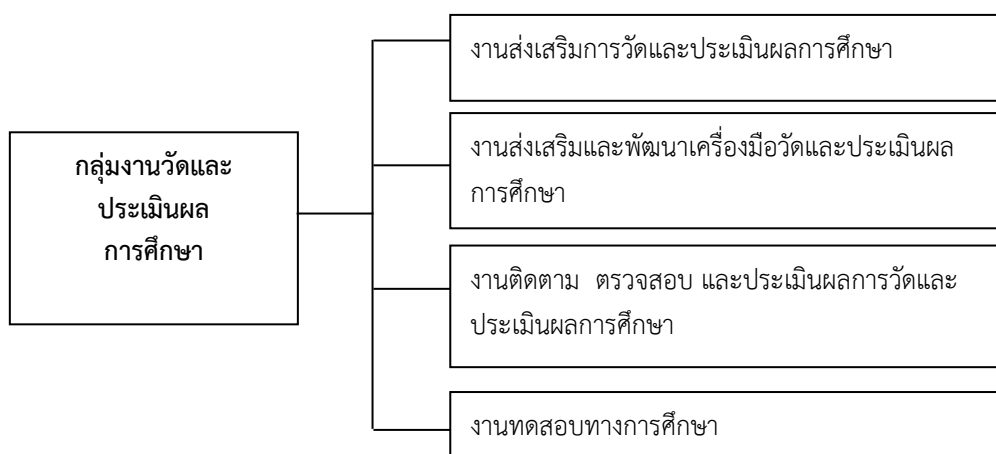 กลุ่มงานวัดและ
ประเมินผล
การศึกษา
งานส่งเสริมการวัดและประเมินผลการศึกษา
งานส่งเสริมและพัฒนาเครื่องมือวัดและประเมินผล
การศึกษา
งานติดตาม ตรวจสอบ และประเมินผลการวัดและ
ประเมินผลการศึกษา
งานทดสอบทางการศึกษา